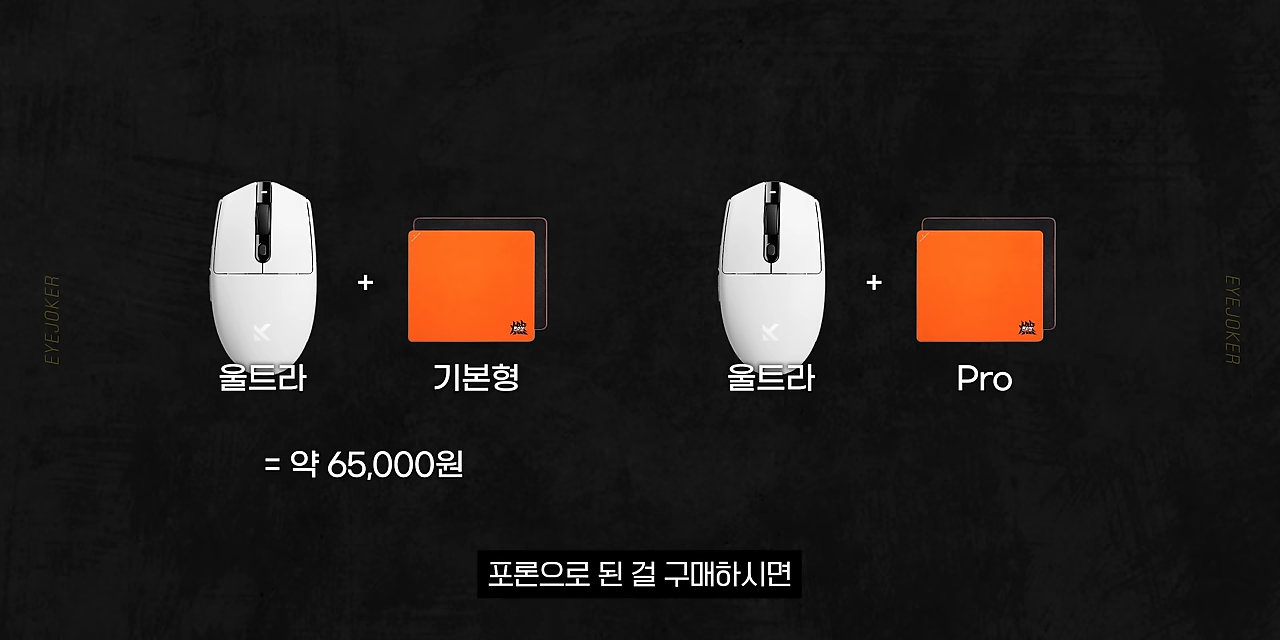 EYEJOKER
+
울트라
기본형
= 약 65,000원
+
울트라
Pro
EYEJOKER
포론으로 된 걸 구매하시면